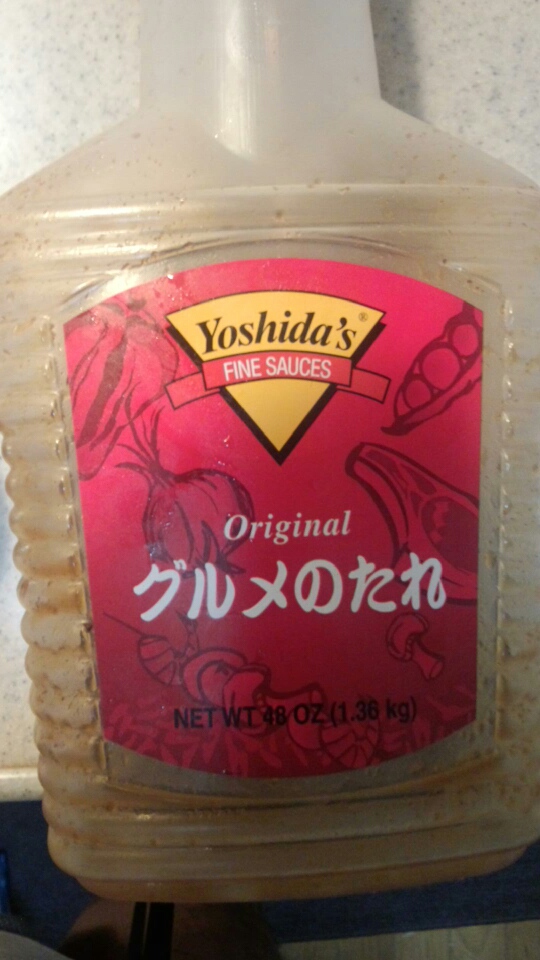 Yoshida's®
FINE SAUCES
Original
グルメのたれ
NET WT 48 OZ (1.36 kg)